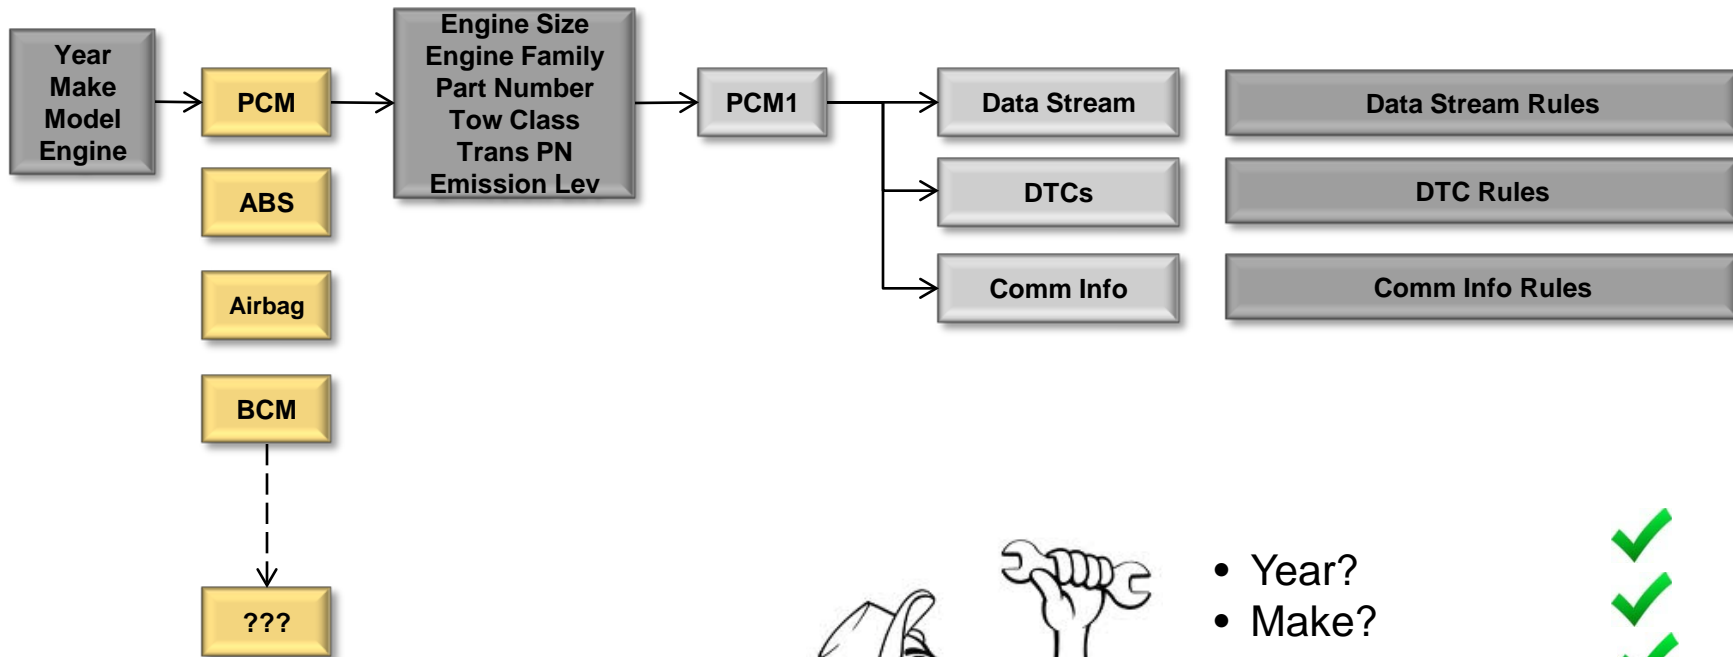 Year
Make
Model
Engine
PCM
Engine Size
Engine Family
Part Number
Tow Class
Trans PN
Emission Lev
PCM1
Data Stream
Data Stream Rules
ABS
DTCs
DTC Rules
Airbag
Comm Info
Comm Info Rules
BCM
???
• Year?
• Make?